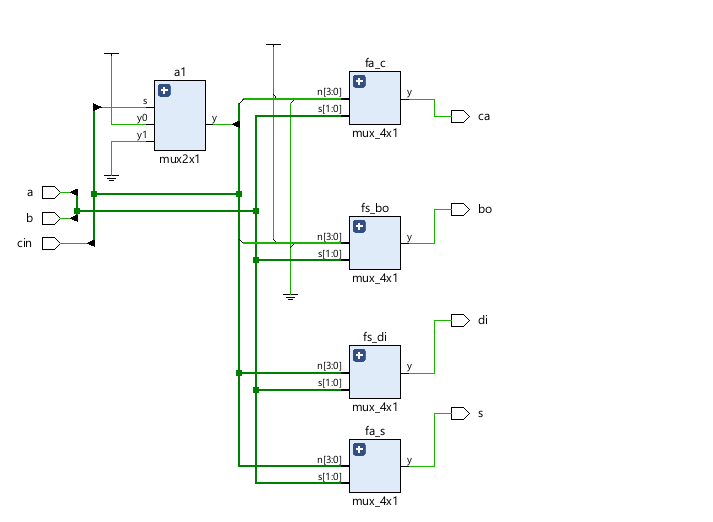 a1
s
y0
y1
y
mux2x1
a
b
cin
fa_c
n[3:0]
s[1:0]
y
mux_4x1
ca
fs_bo
n[3:0]
s[1:0]
y
mux_4x1
bo
fs_di
n[3:0]
s[1:0]
y
mux_4x1
di
fa_s
n[3:0]
s[1:0]
y
mux_4x1
s